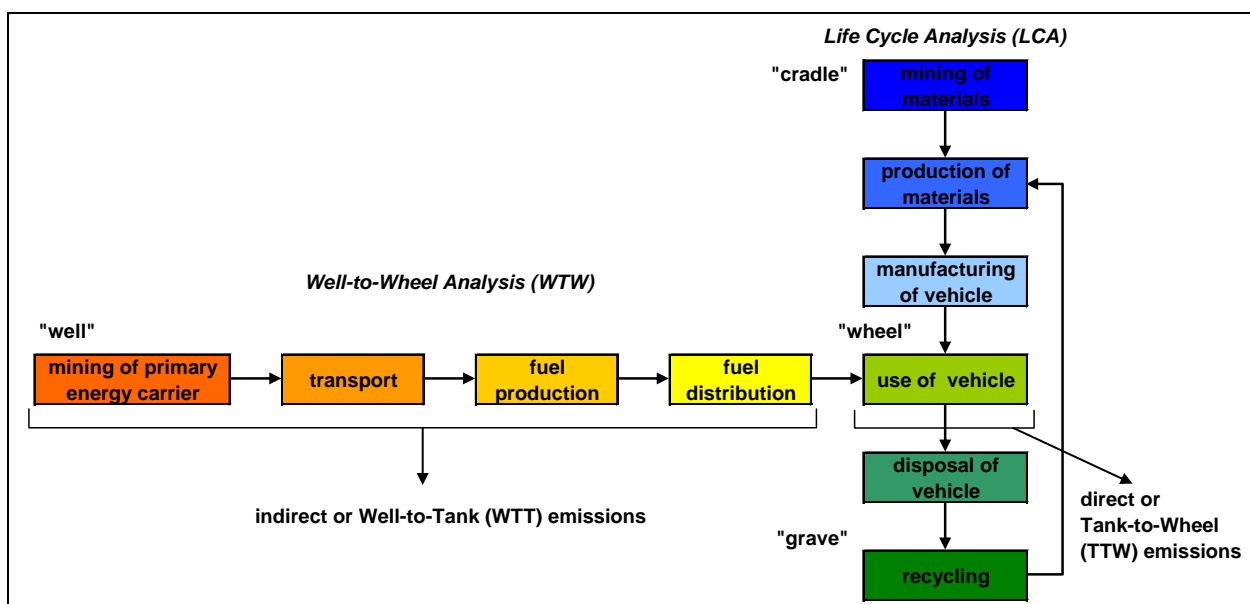 Life Cycle Analysis (LCA)
"cradle"
mining of
materials
production of
materials
manufacturing
of vehicle
Well-to-Wheel Analysis (WTW)
"well"
"wheel"
mining of primary
energy carrier
transport
fuel
production
fuel
distribution
use of vehicle
disposal of
vehicle
indirect or Well-to-Tank (WTT) emissions
direct or
Tank-to-Wheel
(TTW) emissions
"grave"
recycling